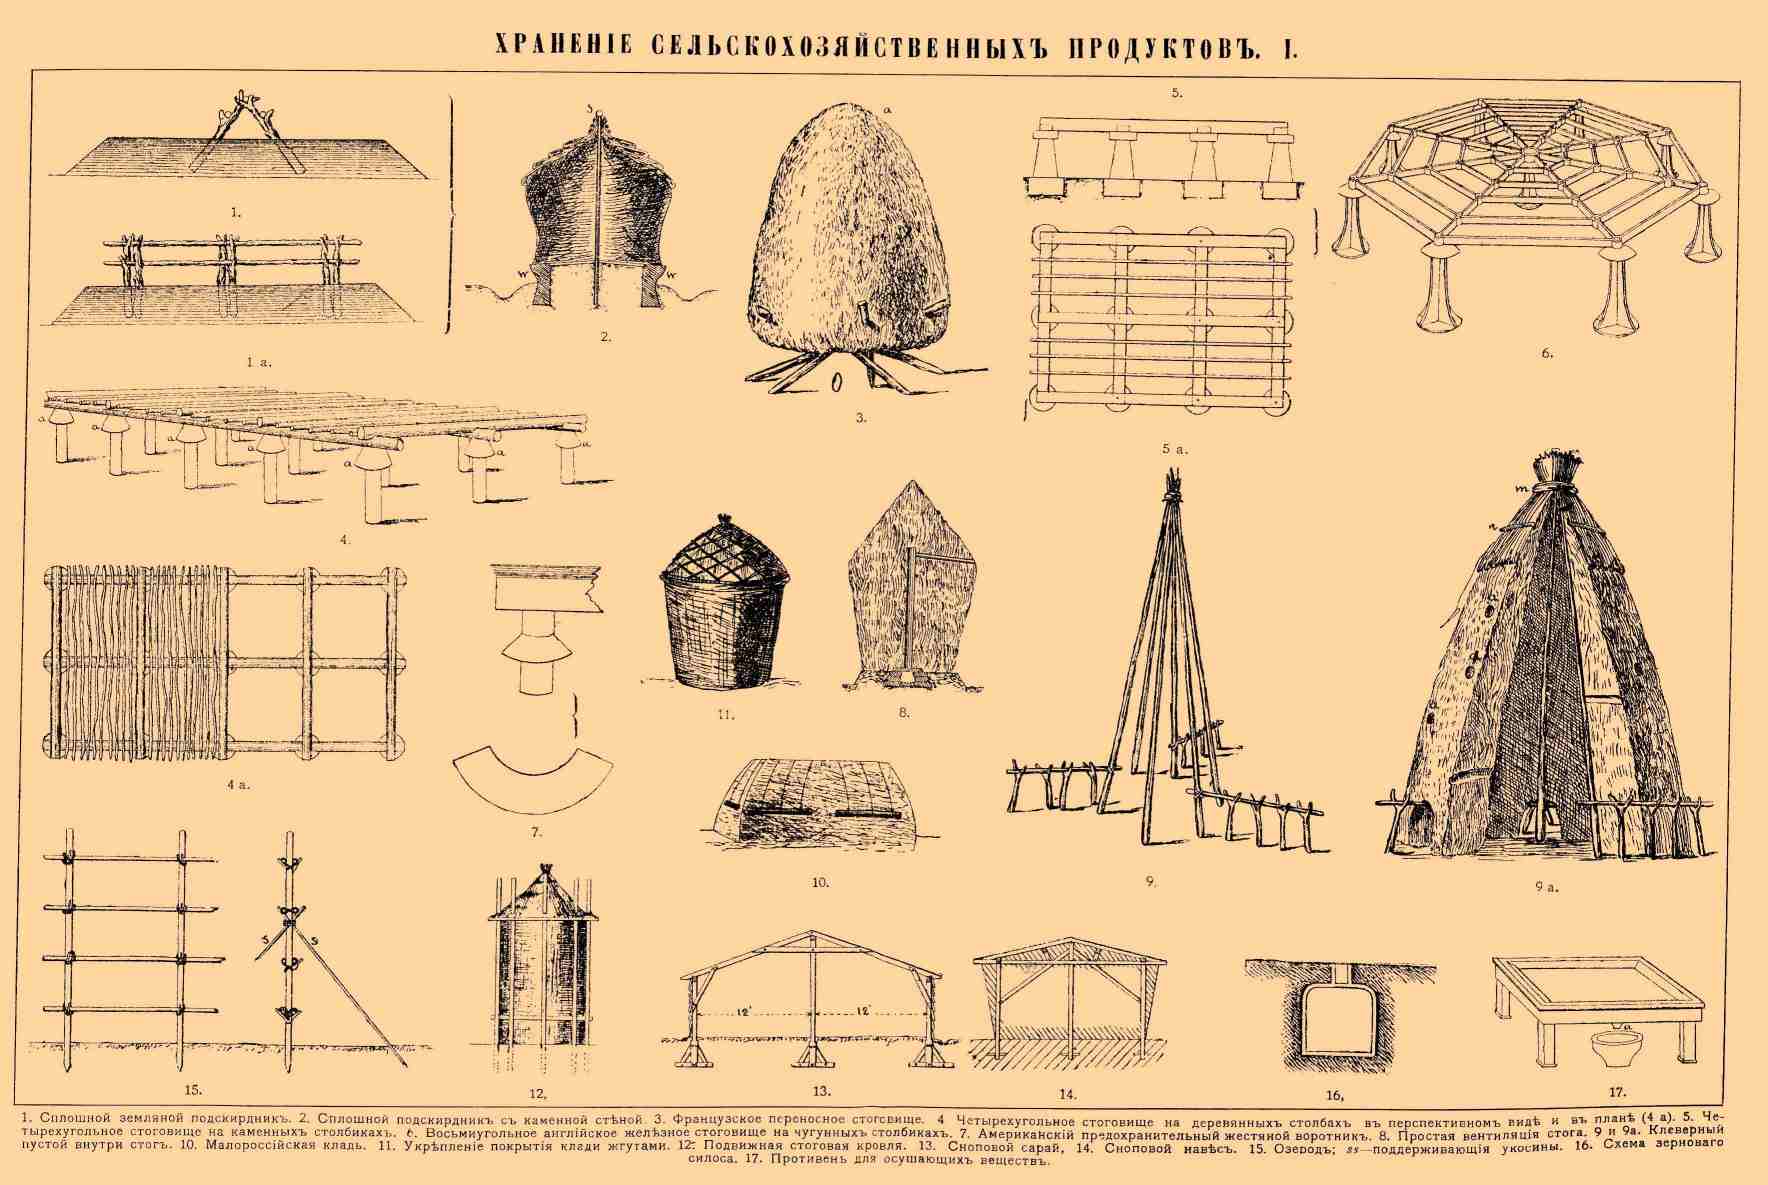 ХРАНЕНІЕ СЕЛЬСКОХОЗЯЙСТВЕННЫХЪ ПРОДУКТОВЪ. I.
1.
s
w
w
2.
a
3.
5.
6.
1 а.
5 а.
a
a
a
a
a
a
a
4.
m
n
4 а.
7.
11.
8.
10.
9.
9 а.
s
s
12'
12'
a
15.
12,
13.
14.
16,
17.
1. Сплошной земляной подскирдникъ. 2. Сплошной подскирдникъ съ каменной стѣной. 3. Французское переносное стоговище. 4 Четырехугольное стоговище на деревянныхъ столбахъ въ перспективномъ видѣ и въ планѣ (4 а). 5. Че-
тырехугольное стоговище на каменныхъ столбикахъ. 6. Восьмиугольное англійское желѣзное стоговище на чугунныхъ столбикахъ. 7. Американскій предохранительный жестяной воротникъ. 8. Простая вентиляція стога. 9 и 9а. Клеверный
пустой внутри стогъ. 10. Малороссійская кладь. 11. Укрѣпленіе покрытія клади жгутами. 12. Подвижная стоговая кровля. 13. Сноповой сарай, 14. Сноповой навѣсъ. 15. Озеродъ; ss—поддерживающія укосины. 16. Схема зерноваго
силоса. 17. Противень для осушающихъ веществъ.